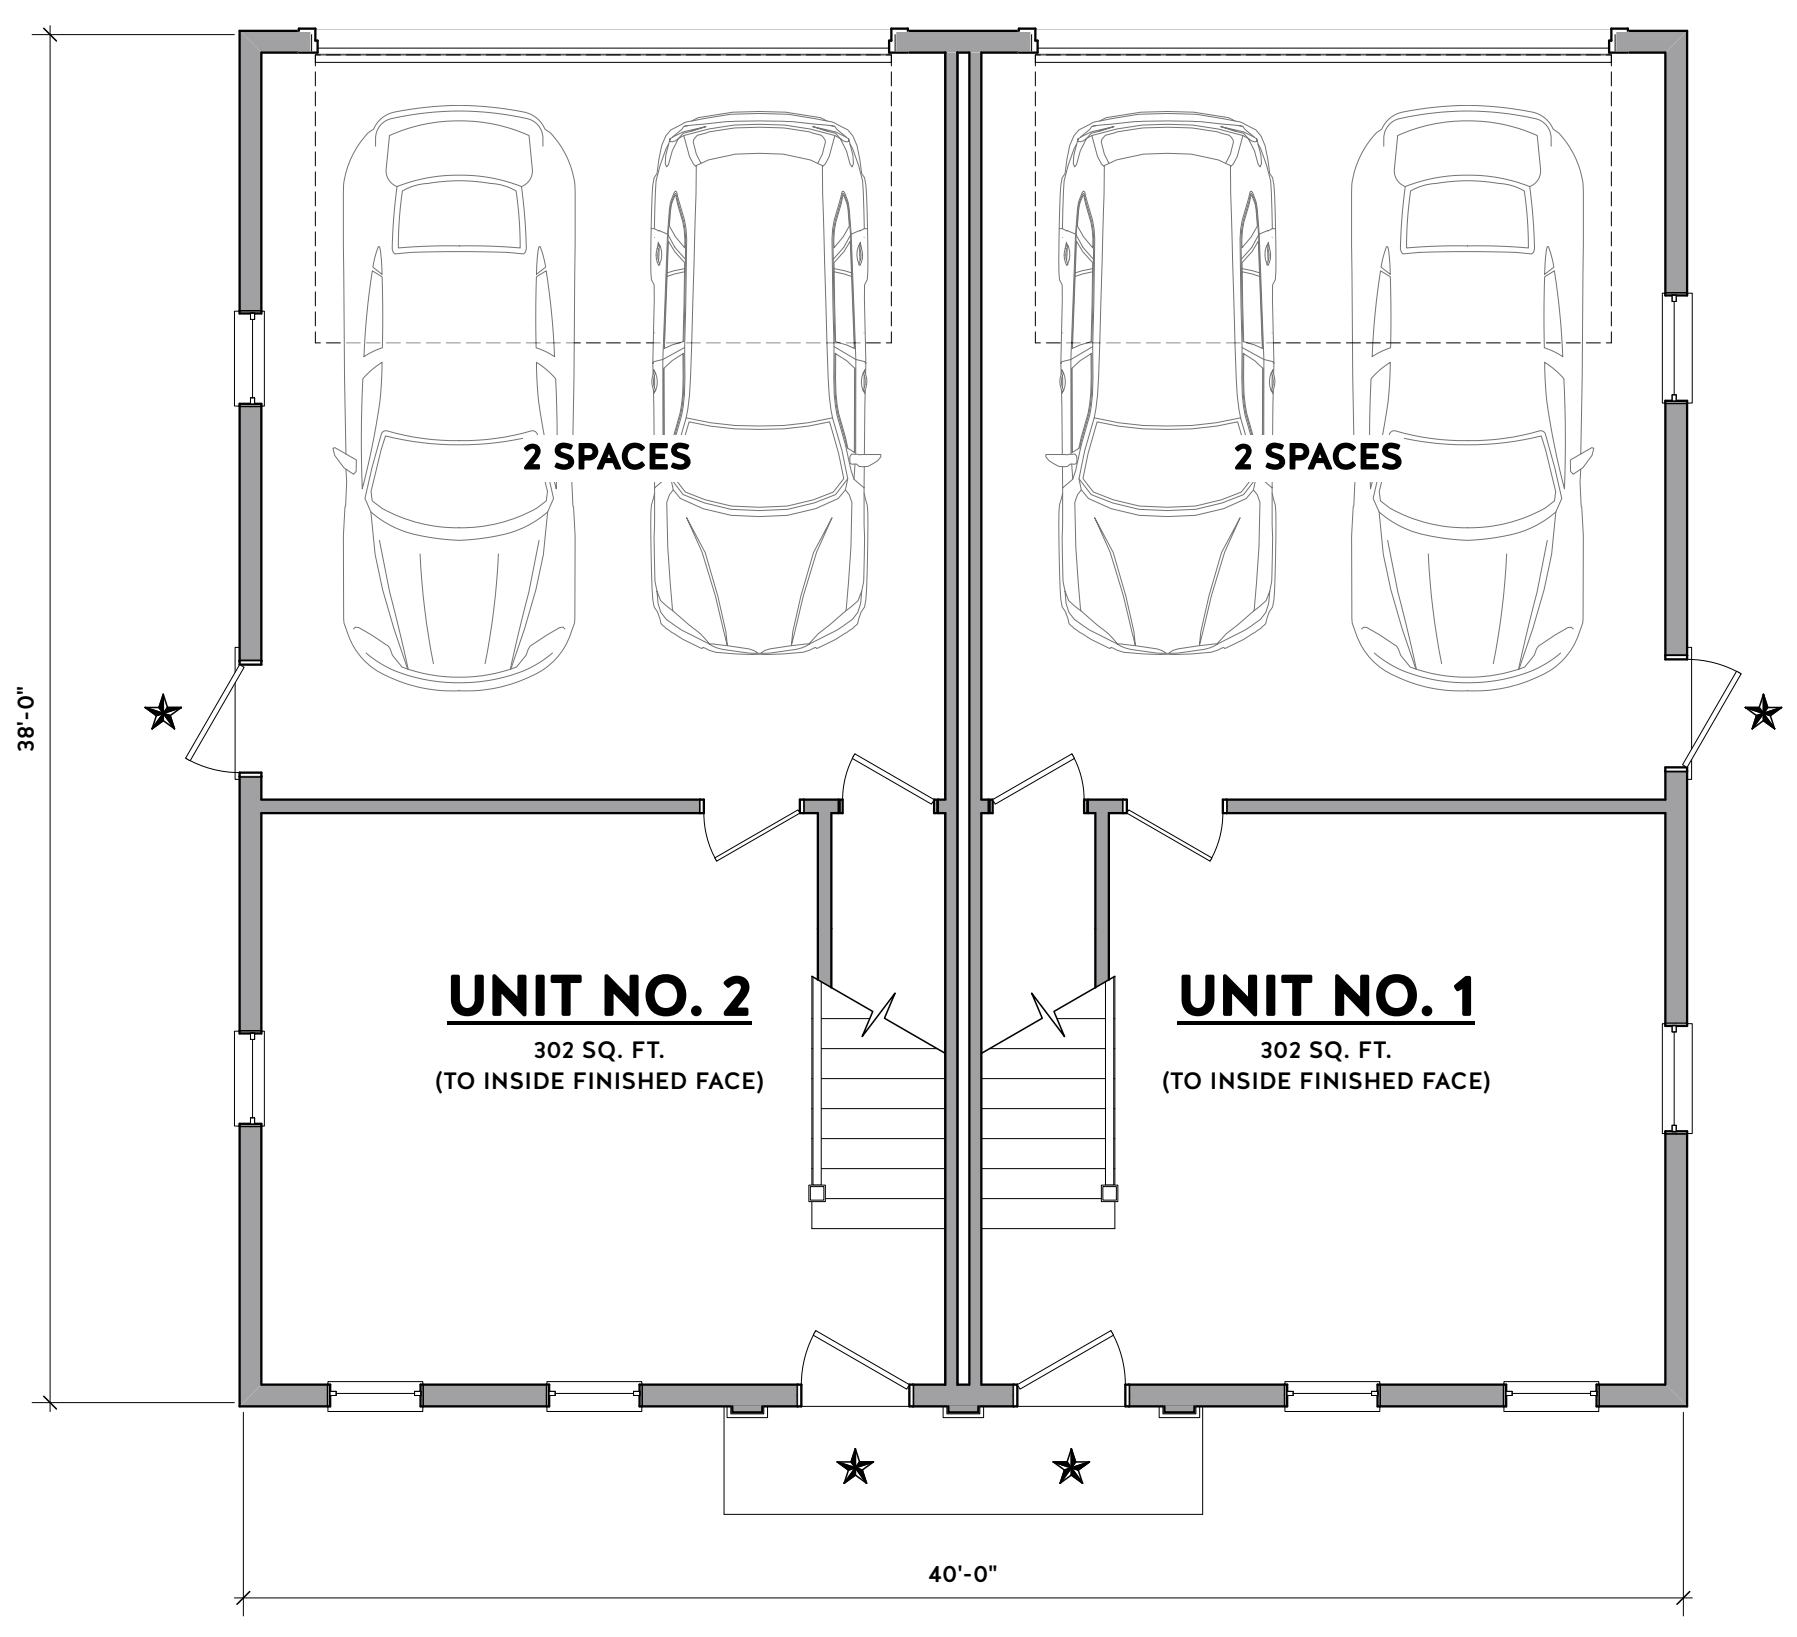 2 SPACES
2 SPACES
38'-0"
UNIT NO. 2
302 SQ. FT.
(TO INSIDE FINISHED FACE)
UNIT NO. 1
302 SQ. FT.
(TO INSIDE FINISHED FACE)
40'-0"